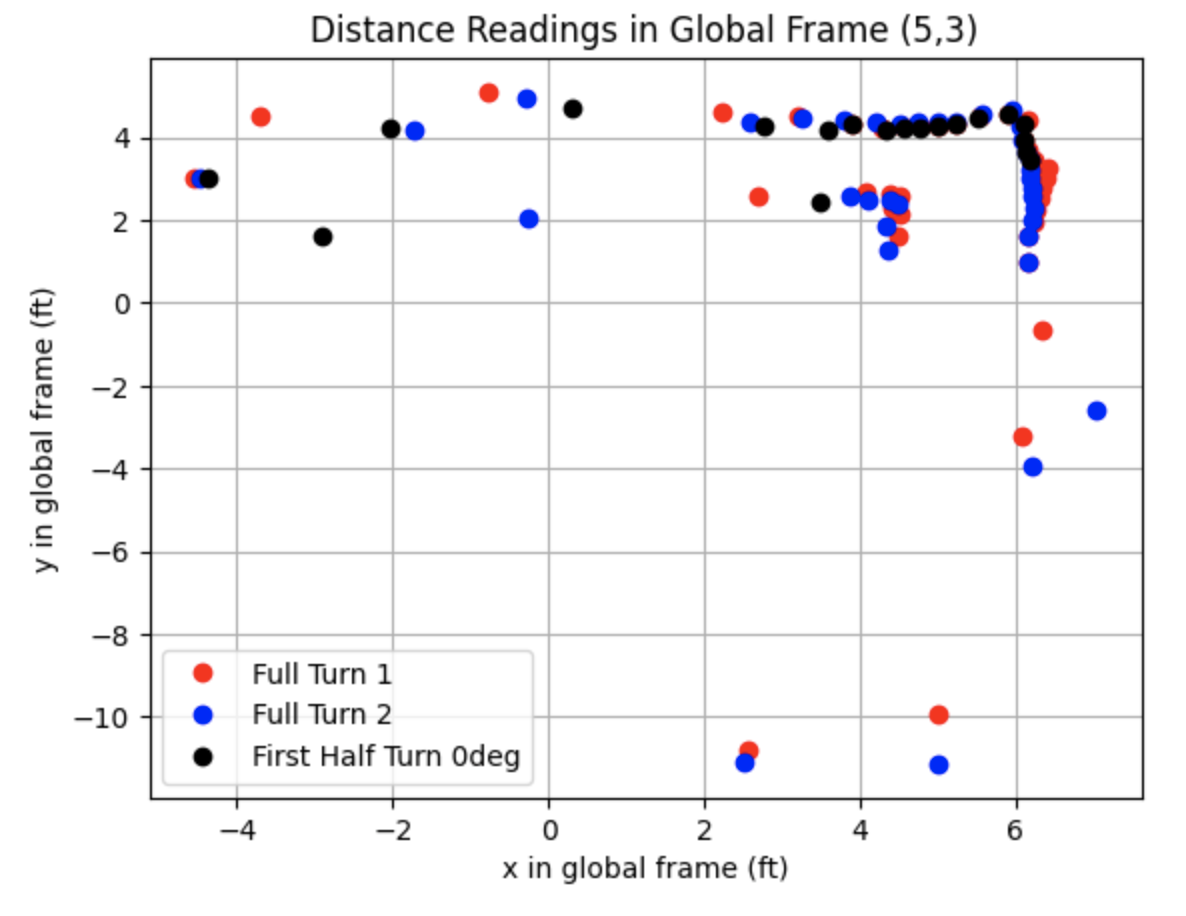 Distance Readings in Global Frame (5,3)
y in global frame (ft)
4
2
0
−2
−4
−6
−8
−10
Full Turn 1
Full Turn 2
First Half Turn 0deg
−4 −2 0 2 4 6
x in global frame (ft)